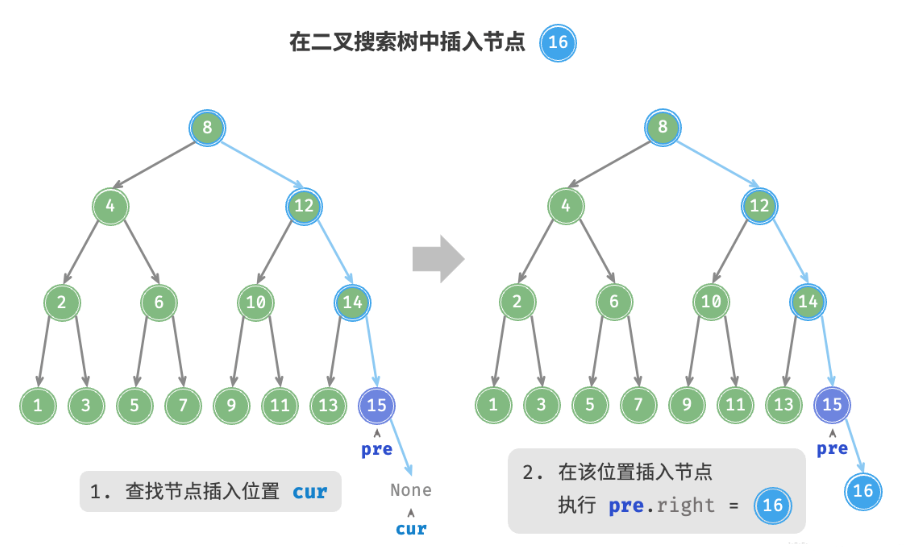 在二叉搜索树中插入节点 16
8
4 12
2 6 10 14
1 3 5 7 9 11 13 15
pre
None
cur
1. 查找节点插入位置 cur
8
4 12
2 6 10 14
1 3 5 7 9 11 13 15
pre
16
2. 在该位置插入节点
执行 pre.right = 16